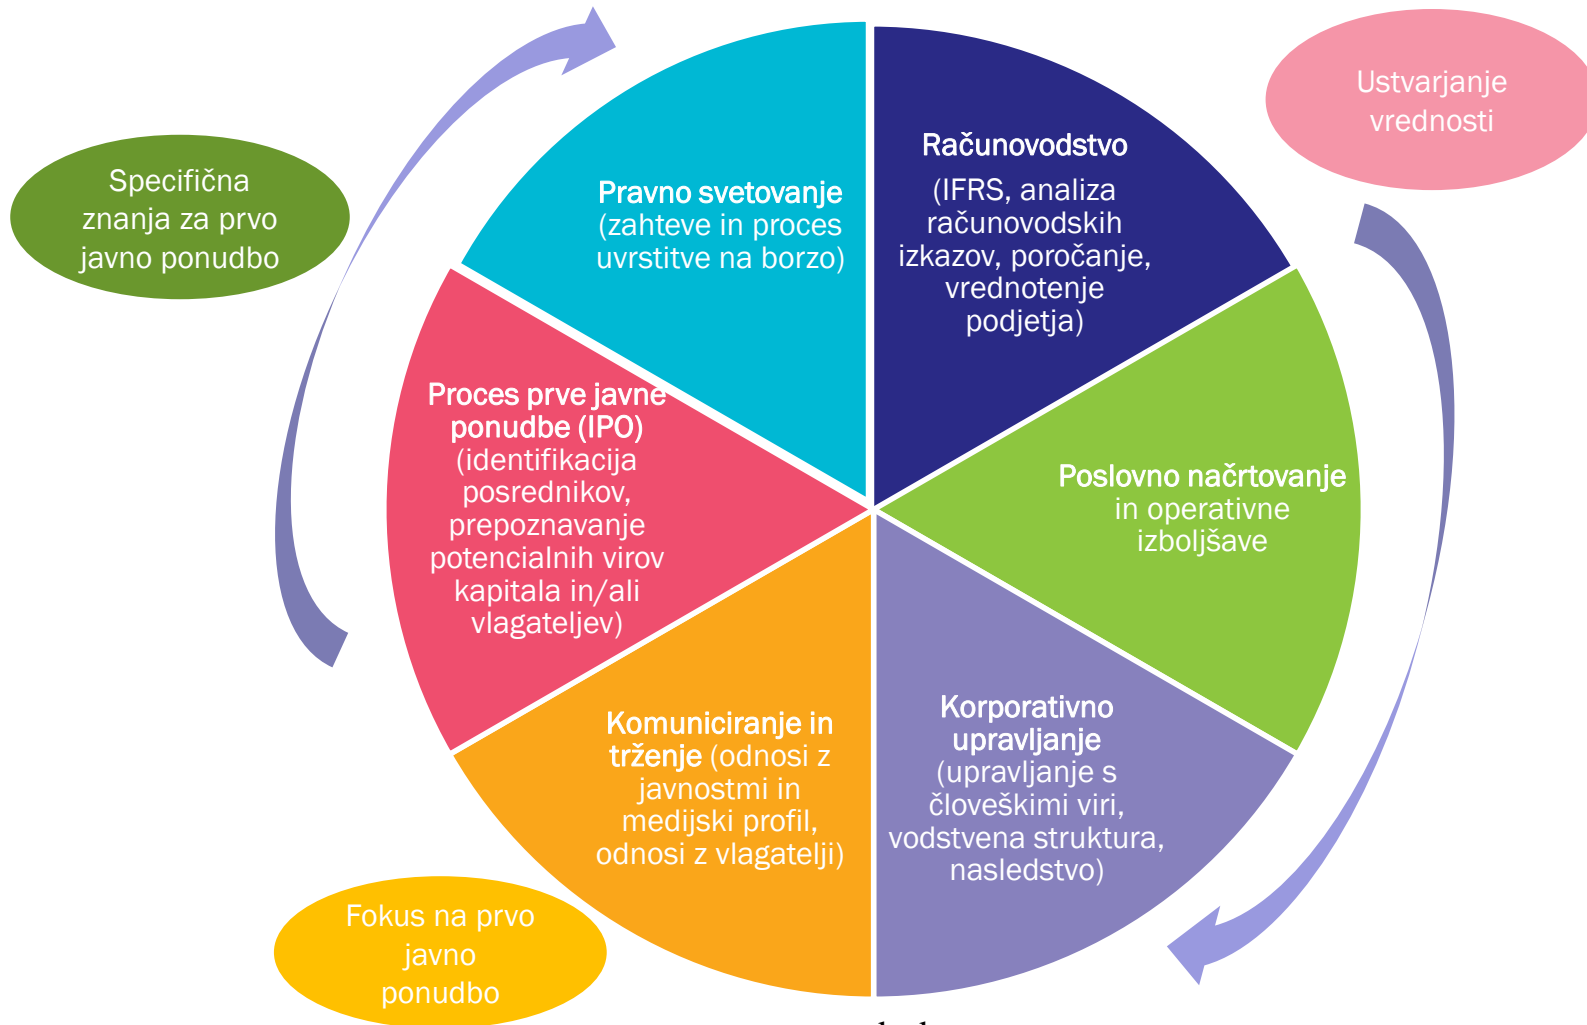 Ustvarjanje
vrednosti
Računovodstvo
(IFRS, analiza
računovodskih
izkazov, poročanje,
vrednotenje
podjetja)
Poslovno načrtovanje
in operativne
izboljšave
Korporativno
upravljanje
(upravljanje s
človeškimi viri,
vodstvena struktura,
nasledstvo)
Komuniciranje in
trženje (odnosi z
javnostmi in
medijski profil,
odnosi z vlagatelji)
Fokus na prvo
javno
ponudbo
Proces prve javne
ponudbe (IPO)
(identifikacija
posrednikov,
prepoznavanje
potencialnih virov
kapitala in/ali
vlagateljev)
Specifična
znanja za prvo
javno ponudbo
Pravno svetovanje
(zahteve in proces
uvrstitve na borzo)